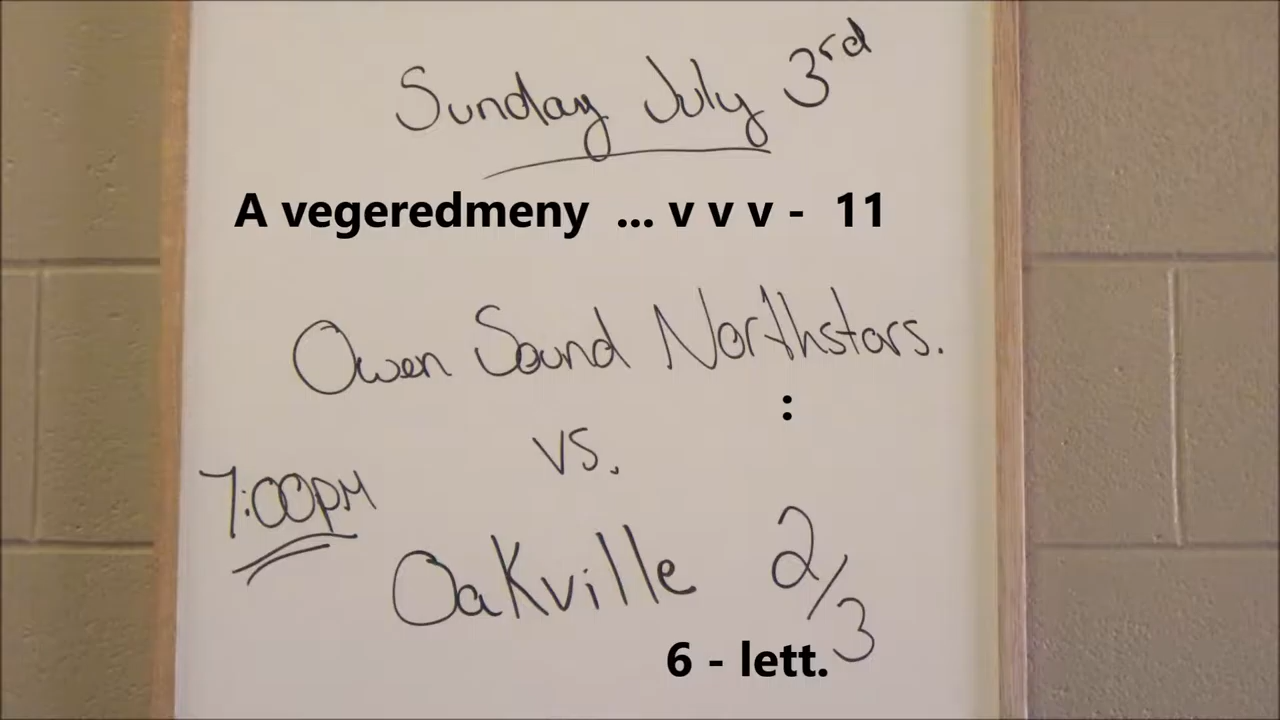 Sunday July 3rd
A vegeredmeny ... v v v - 11
Owen Sound Northstars.
:
vs.
7:00pm
Oakville 2/3
6 - lett.